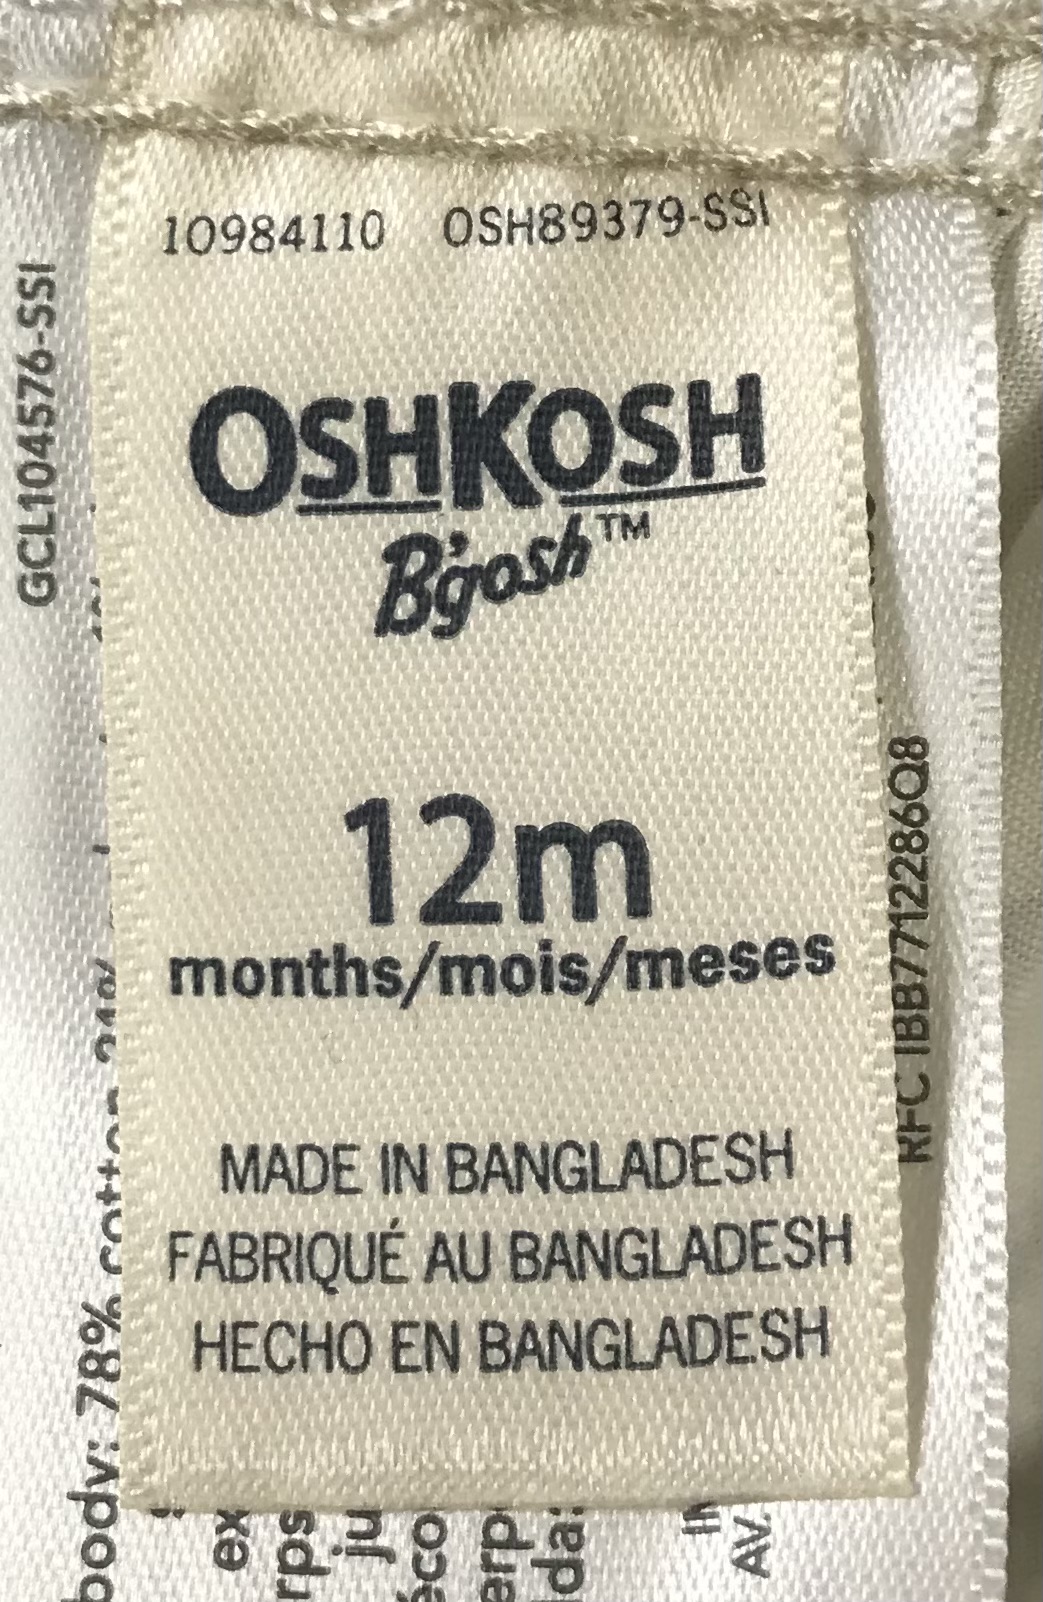 10984110 OSH89379-SSI
OSHKOSH
B'gosh™
12m
months/mois/meses
MADE IN BANGLADESH
FABRIQUÉ AU BANGLADESH
HECHO EN BANGLADESH
GCL104576-SSI
RFC IBB7712286Q8
body: 78% cotton
AV.